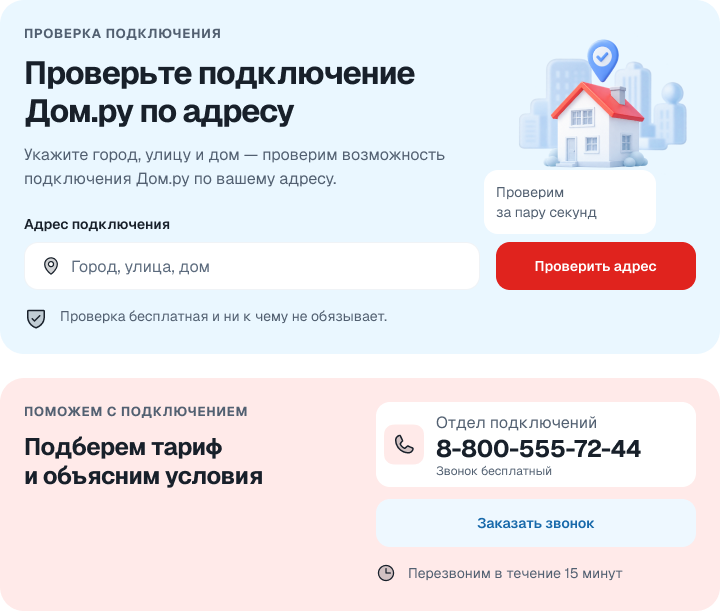 ПРОВЕРКА ПОДКЛЮЧЕНИЯ
Проверьте подключение
Дом.ру по адресу
Укажите город, улицу и дом — проверим возможность
подключения Дом.ру по вашему адресу.
Проверим
за пару секунд
Адрес подключения
Город, улица, дом
Проверить адрес
Проверка бесплатная и ни к чему не обязывает.
ПОМОЖЕМ С ПОДКЛЮЧЕНИЕМ
Подберем тариф
и объясним условия
Отдел подключений
8-800-555-72-44
Звонок бесплатный
Заказать звонок
Перезвоним в течение 15 минут